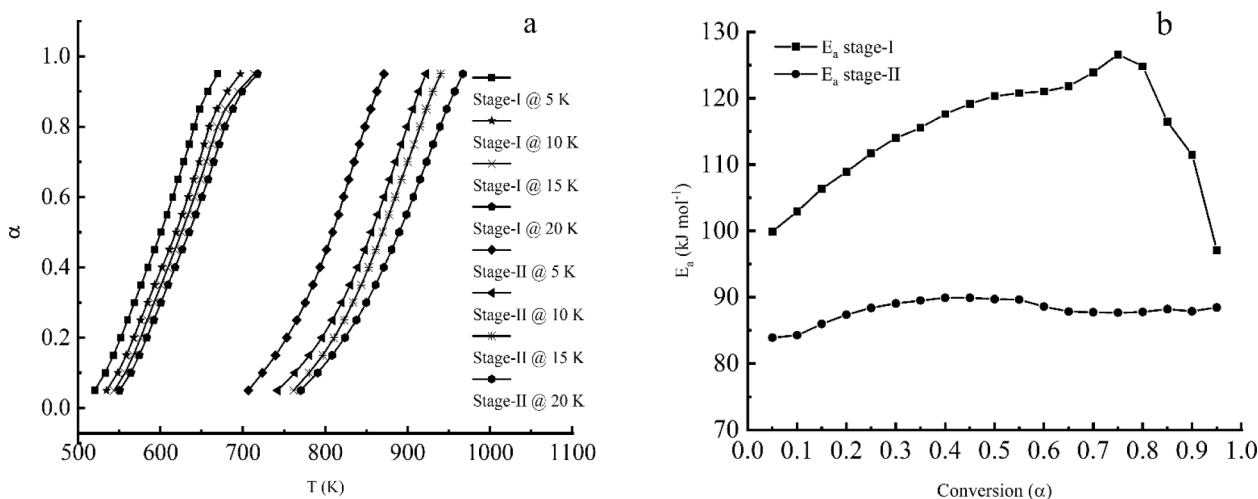 a
1.0
0.8
0.6
0.4
0.2
0.0
α
500 600 700 800 900 1000 1100
T (K)
Stage-I @ 5 K
Stage-I @ 10 K
Stage-I @ 15 K
Stage-I @ 20 K
Stage-II @ 5 K
Stage-II @ 10 K
Stage-II @ 15 K
Stage-II @ 20 K
b
130
120
110
100
90
80
70
Eₐ (kJ mol⁻¹)
Eₐ stage-I
Eₐ stage-II
0.0 0.1 0.2 0.3 0.4 0.5 0.6 0.7 0.8 0.9 1.0
Conversion (α)